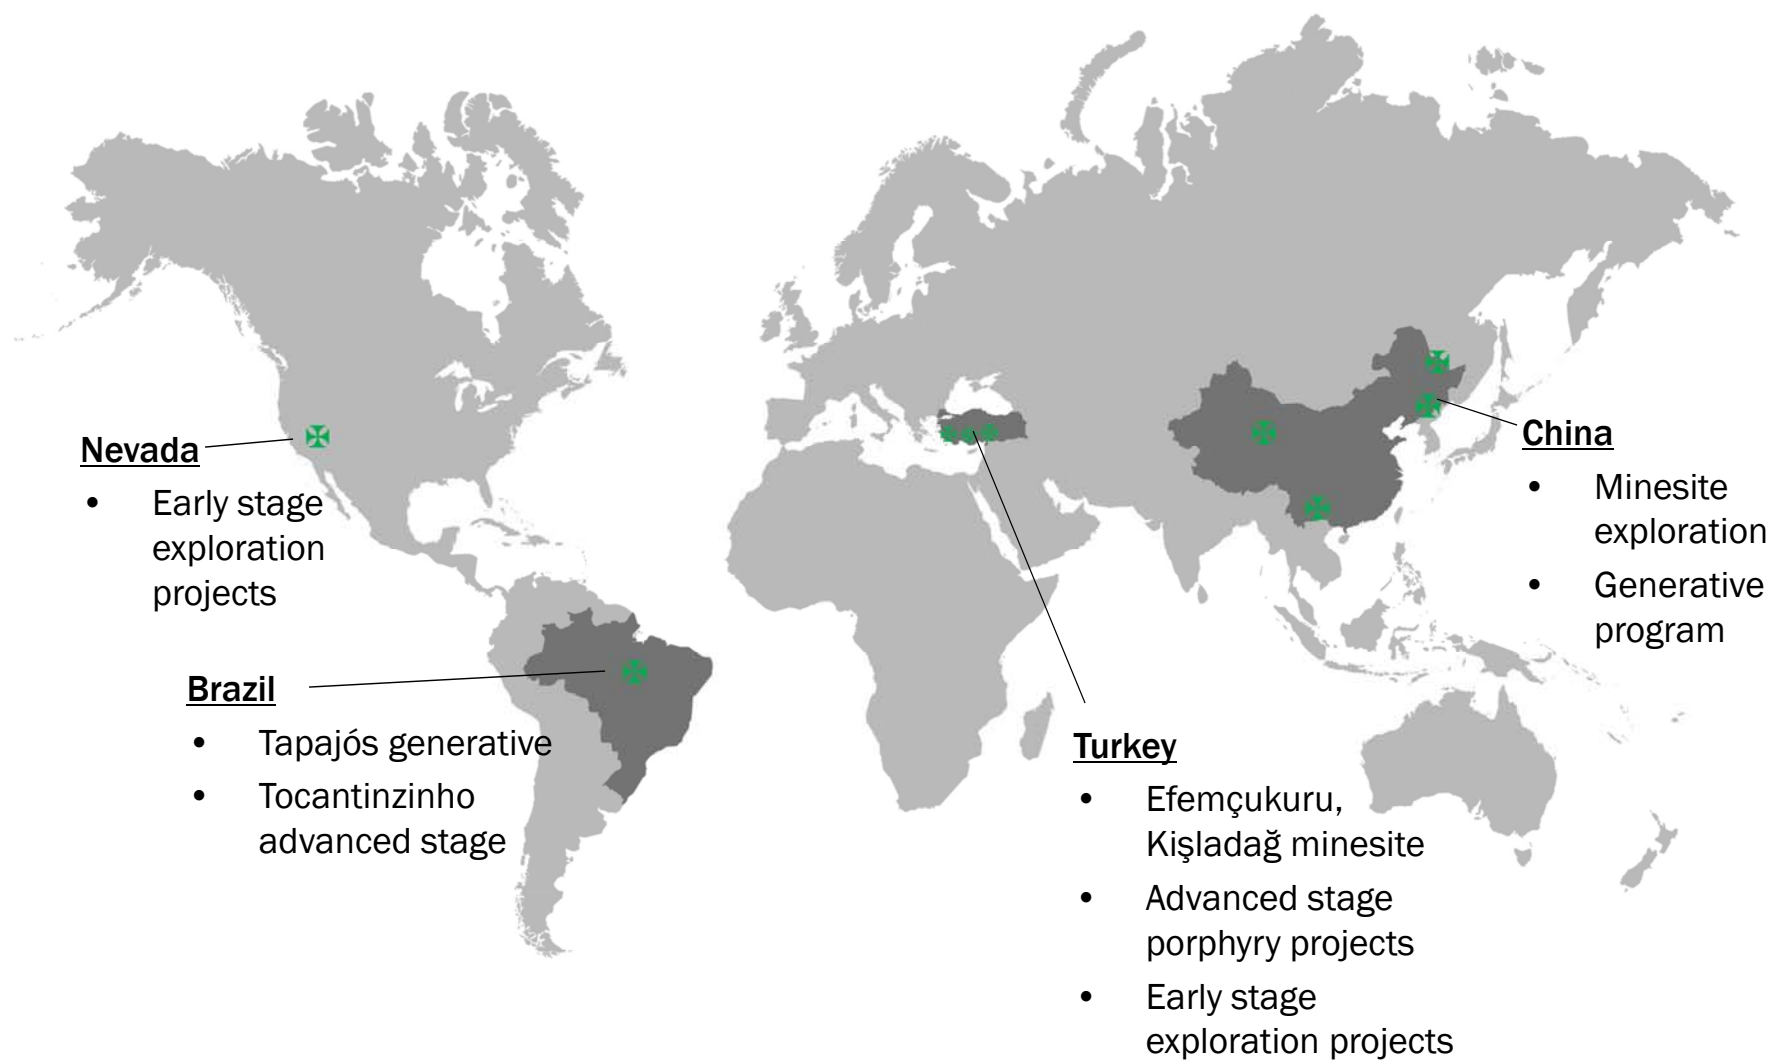 Nevada
• Early stage
exploration
projects
Brazil
• Tapajós generative
• Tocantinzinho
advanced stage
Turkey
• Efemçukuru,
Kişladağ minesite
• Advanced stage
porphyry projects
• Early stage
exploration projects
China
• Minesite
exploration
• Generative
program